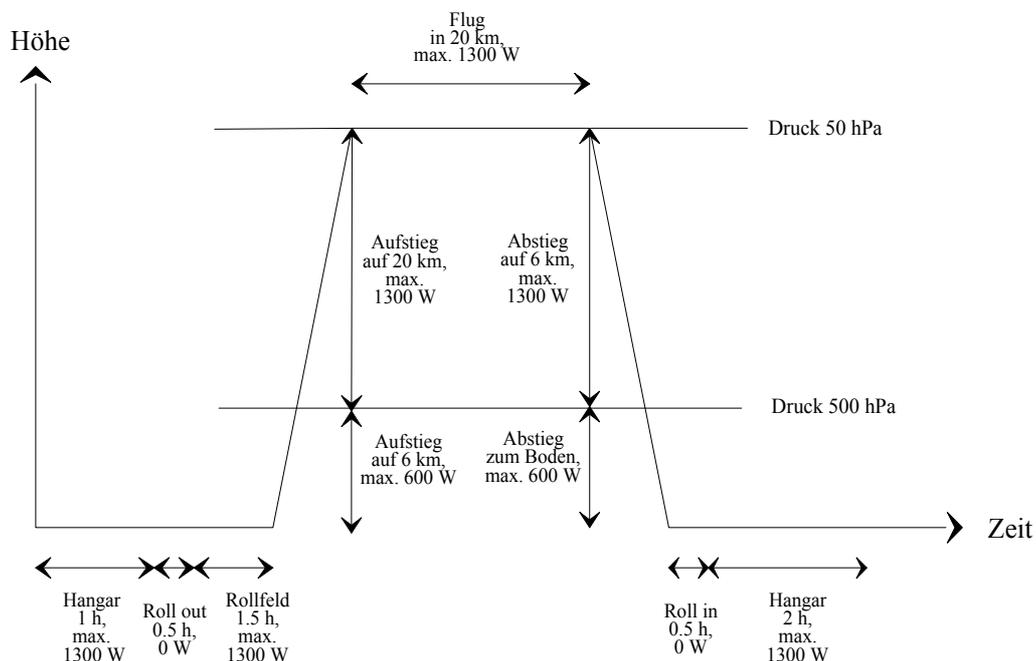 Flug
in 20 km,
max. 1300 W
Höhe
Druck 50 hPa
Aufstieg
auf 20 km,
max.
1300 W
Abstieg
auf 6 km,
max.
1300 W
Druck 500 hPa
Aufstieg
auf 6 km,
max. 600 W
Abstieg
zum Boden,
max. 600 W
Zeit
Hangar
1 h,
max.
1300 W
Roll out
0.5 h,
0 W
Rollfeld
1.5 h,
max.
1300 W
Roll in
0.5 h,
0 W
Hangar
2 h,
max.
1300 W